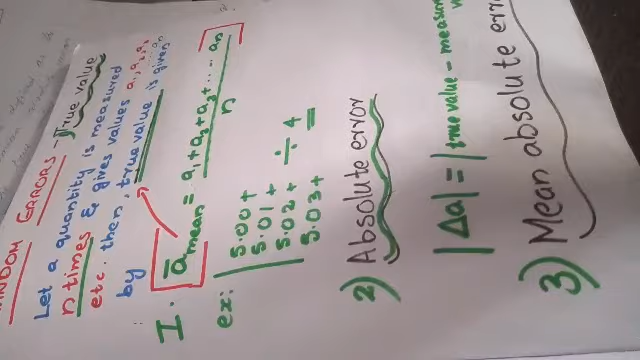 RANDOM ERRORS - True value
Let a quantity is measured
n times & gives values a₁, a₂, a₃
etc. then, true value is given
by
I. a̅mean = a₁ + a₂ + a₃ + ... aₙ
n
ex: 5.00 +
5.01 +
5.02 + ÷ 4
5.03 + =
2) Absolute error
|Δa| = | true value - measured
3) Mean absolute error